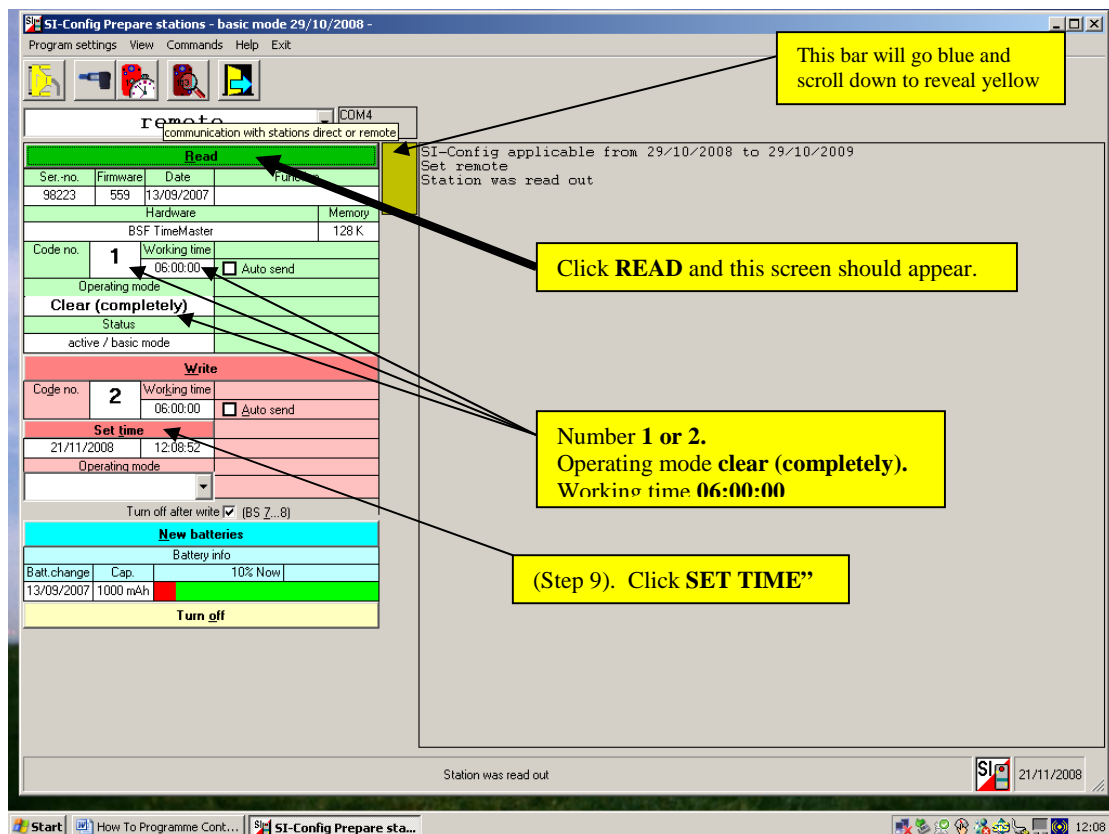 SI-Config Prepare stations - basic mode 29/10/2008 -
Program settings View Commands Help Exit
This bar will go blue and
scroll down to reveal yellow
remote
COM4
communication with stations direct or remote
Read
Ser.-no. Firmware Date Function
98223 559 13/09/2007
Hardware Memory
BSF TimeMaster 128 K
Code no. 1 Working time
06:00:00 Auto send
Operating mode
Clear (completely)
Status
active / basic mode
SI-Config applicable from 29/10/2008 to 29/10/2009
Set remote
Station was read out
Click READ and this screen should appear.
Write
Code no. 2 Working time
06:00:00 Auto send
Set time
21/11/2008 12:08:52
Operating mode
Turn off after write (BS 7...8)
Number 1 or 2.
Operating mode clear (completely).
Working time 06:00:00
New batteries
Battery info
Batt.change Cap. 10% Now
13/09/2007 1000 mAh
Turn off
(Step 9). Click SET TIME”
Station was read out
SI 21/11/2008
Start How To Programme Cont... SI-Config Prepare sta... 12:08